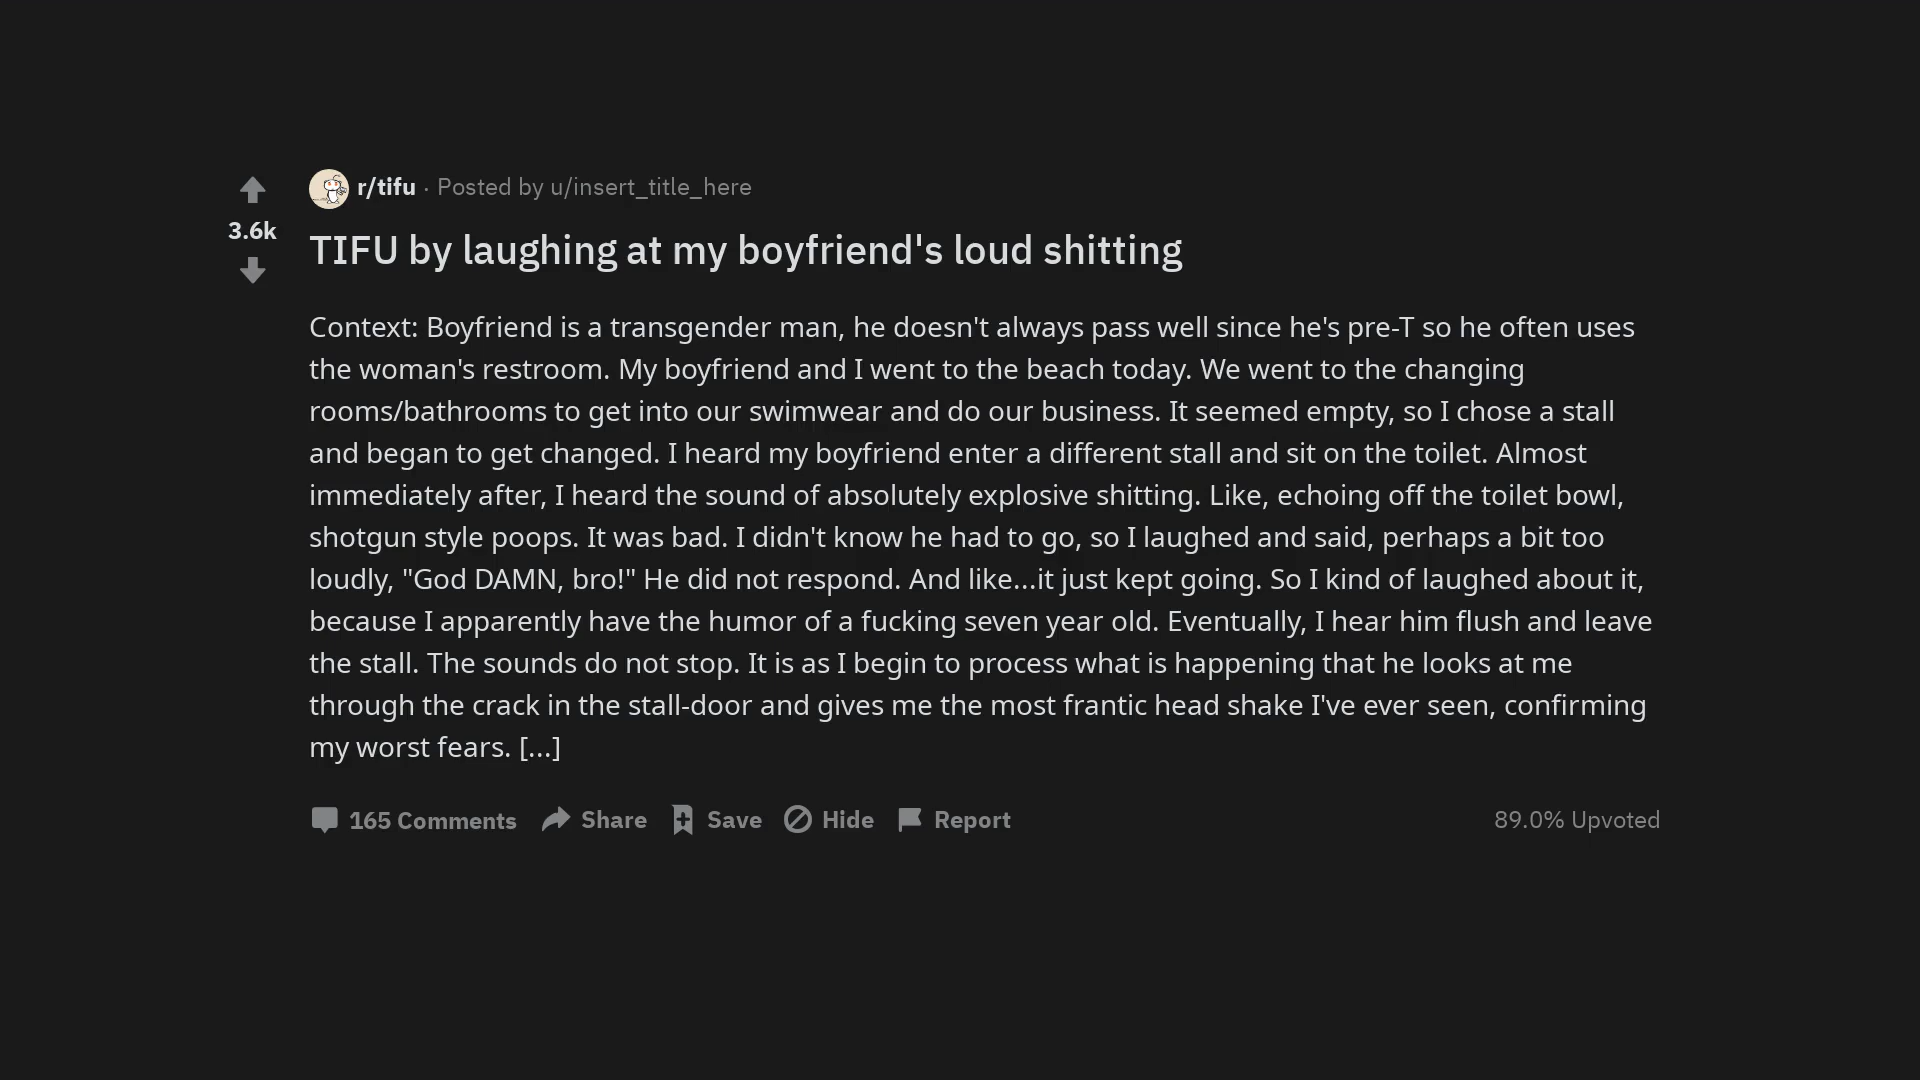 r/tifu · Posted by u/insert_title_here
3.6k
TIFU by laughing at my boyfriend's loud shitting
Context: Boyfriend is a transgender man, he doesn't always pass well since he's pre-T so he often uses
the woman's restroom. My boyfriend and I went to the beach today. We went to the changing
rooms/bathrooms to get into our swimwear and do our business. It seemed empty, so I chose a stall
and began to get changed. I heard my boyfriend enter a different stall and sit on the toilet. Almost
immediately after, I heard the sound of absolutely explosive shitting. Like, echoing off the toilet bowl,
shotgun style poops. It was bad. I didn't know he had to go, so I laughed and said, perhaps a bit too
loudly, "God DAMN, bro!" He did not respond. And like...it just kept going. So I kind of laughed about it,
because I apparently have the humor of a fucking seven year old. Eventually, I hear him flush and leave
the stall. The sounds do not stop. It is as I begin to process what is happening that he looks at me
through the crack in the stall-door and gives me the most frantic head shake I've ever seen, confirming
my worst fears. [...]
165 Comments Share Save Hide Report 89.0% Upvoted